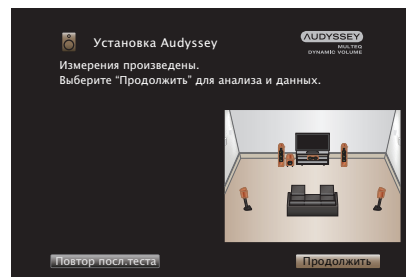 Установка Audyssey
AUDYSSEY
MULTEQ
DYNAMIC VOLUME
Измерения произведены.
Выберите “Продолжить” для анализа и данных.
Повтор посл.теста
Продолжить